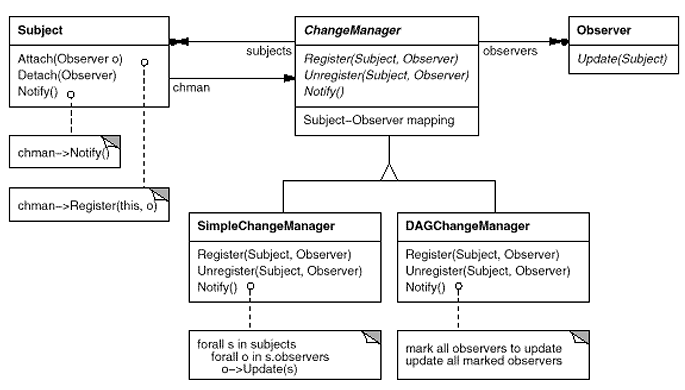 Subject
Attach(Observer o)
Detach(Observer)
Notify()
chman->Notify()
chman->Register(this, o)
subjects
chman
ChangeManager
Register(Subject, Observer)
Unregister(Subject, Observer)
Notify()
Subject-Observer mapping
observers
Observer
Update(Subject)
SimpleChangeManager
Register(Subject, Observer)
Unregister(Subject, Observer)
Notify()
forall s in subjects
forall o in s.observers
o->Update(s)
DAGChangeManager
Register(Subject, Observer)
Unregister(Subject, Observer)
Notify()
mark all observers to update
update all marked observers